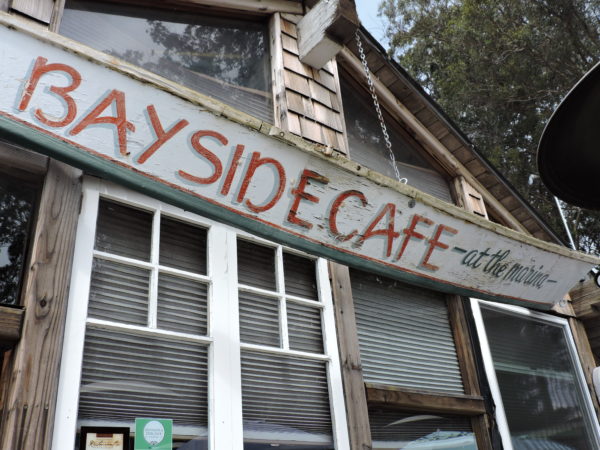 BAYSIDE CAFE -at the marina-